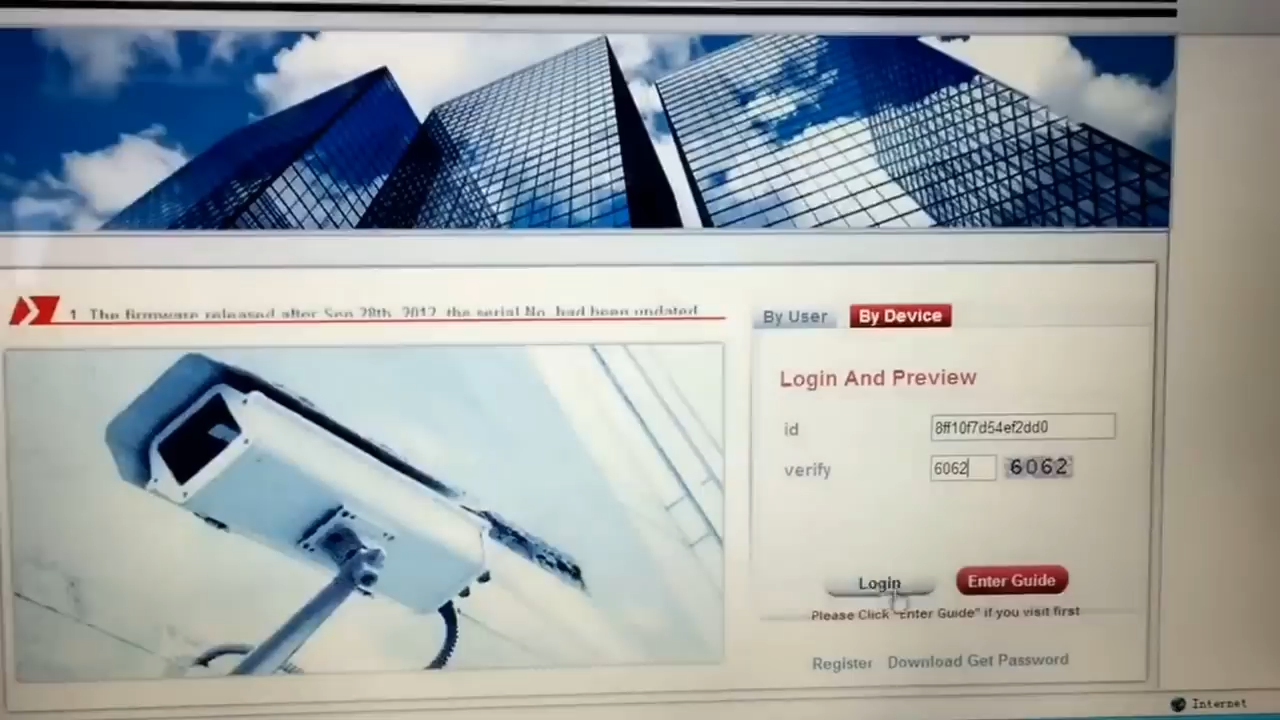 1. The firmware released after Sep 28th, 2012, the serial No. had been updated
By User
By Device
Login And Preview
id
8ff10f7d54ef2dd0
verify
6062
6062
Login
Enter Guide
Please Click "Enter Guide" if you visit first
Register
Download
Get Password
Internet